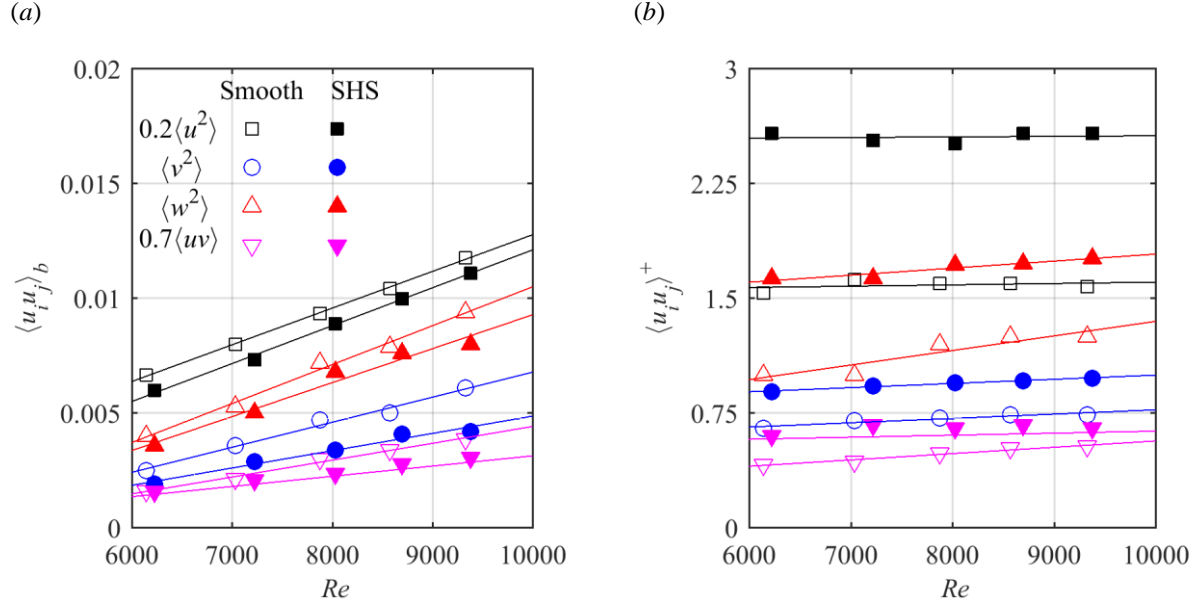 (a)
0.02
0.015
0.01
0.005
0
Smooth SHS
0.2⟨u²⟩
⟨v²⟩
⟨w²⟩
0.7⟨uv⟩
⟨uᵢuⱼ⟩b
6000 7000 8000 9000 10000
Re
(b)
3
2.25
1.5
0.75
0
⟨uᵢuⱼ⟩⁺
6000 7000 8000 9000 10000
Re